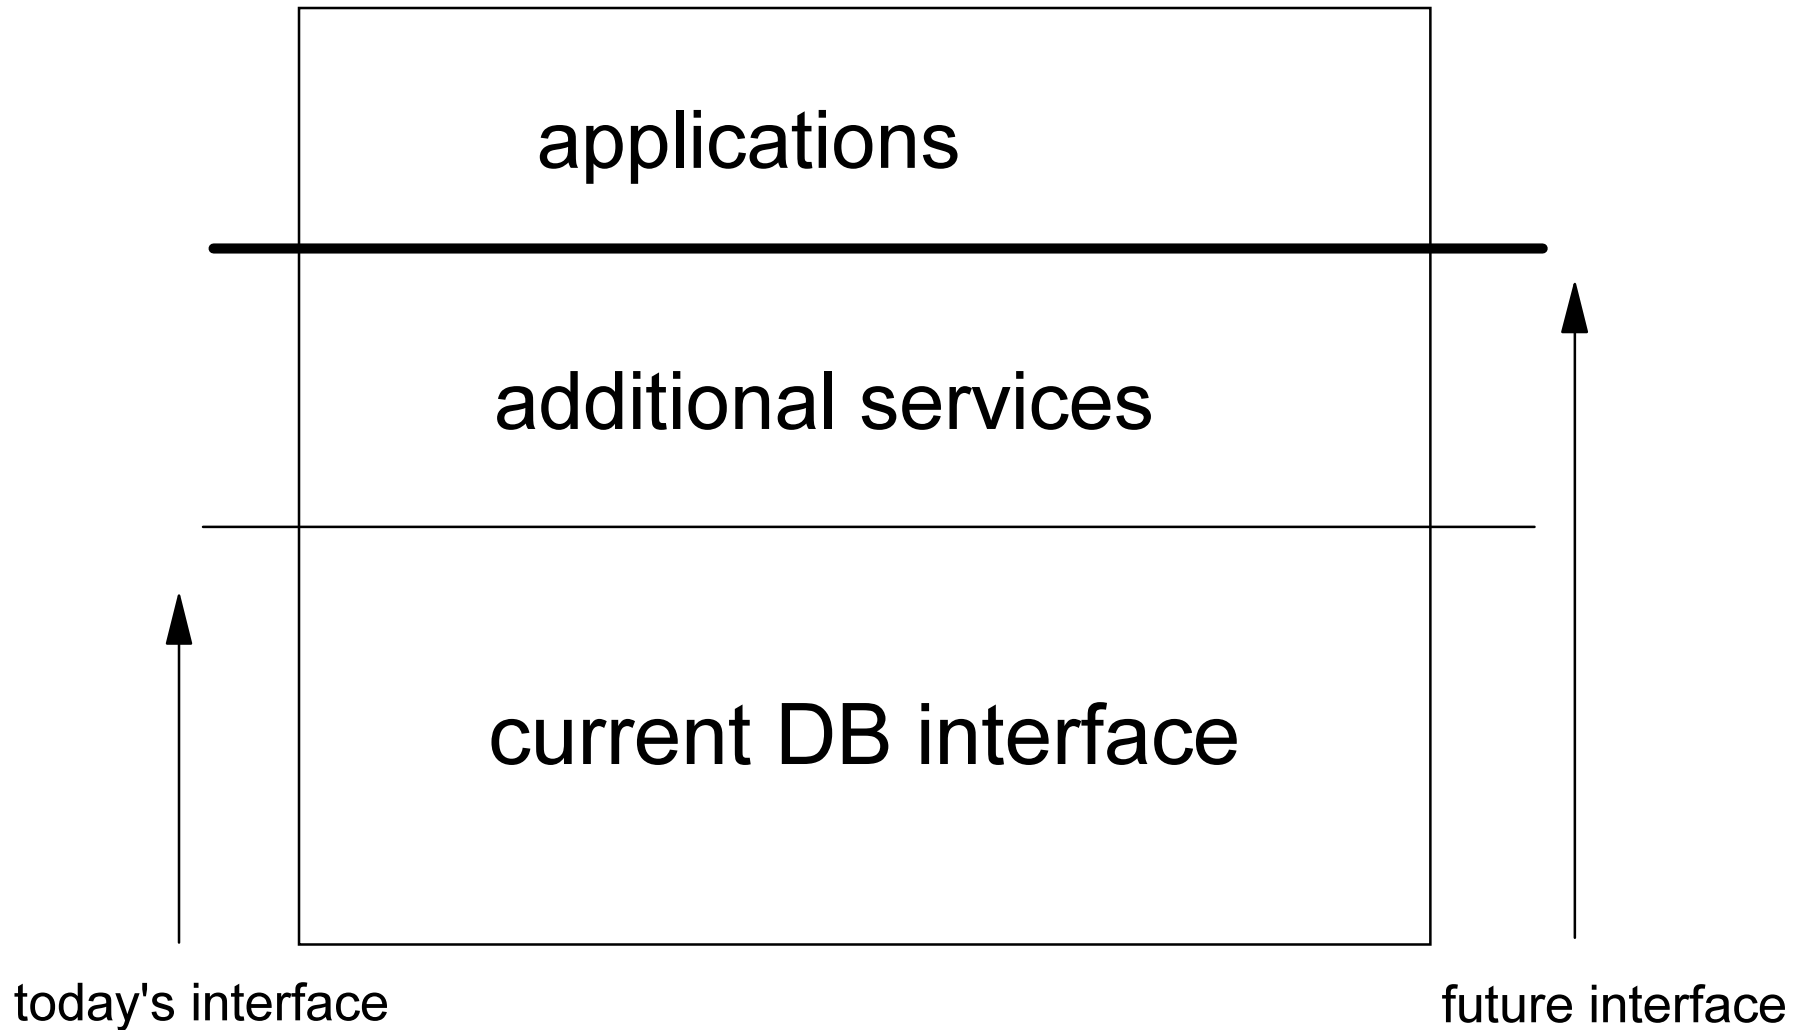 applications
additional services
current DB interface
today's interface
future interface